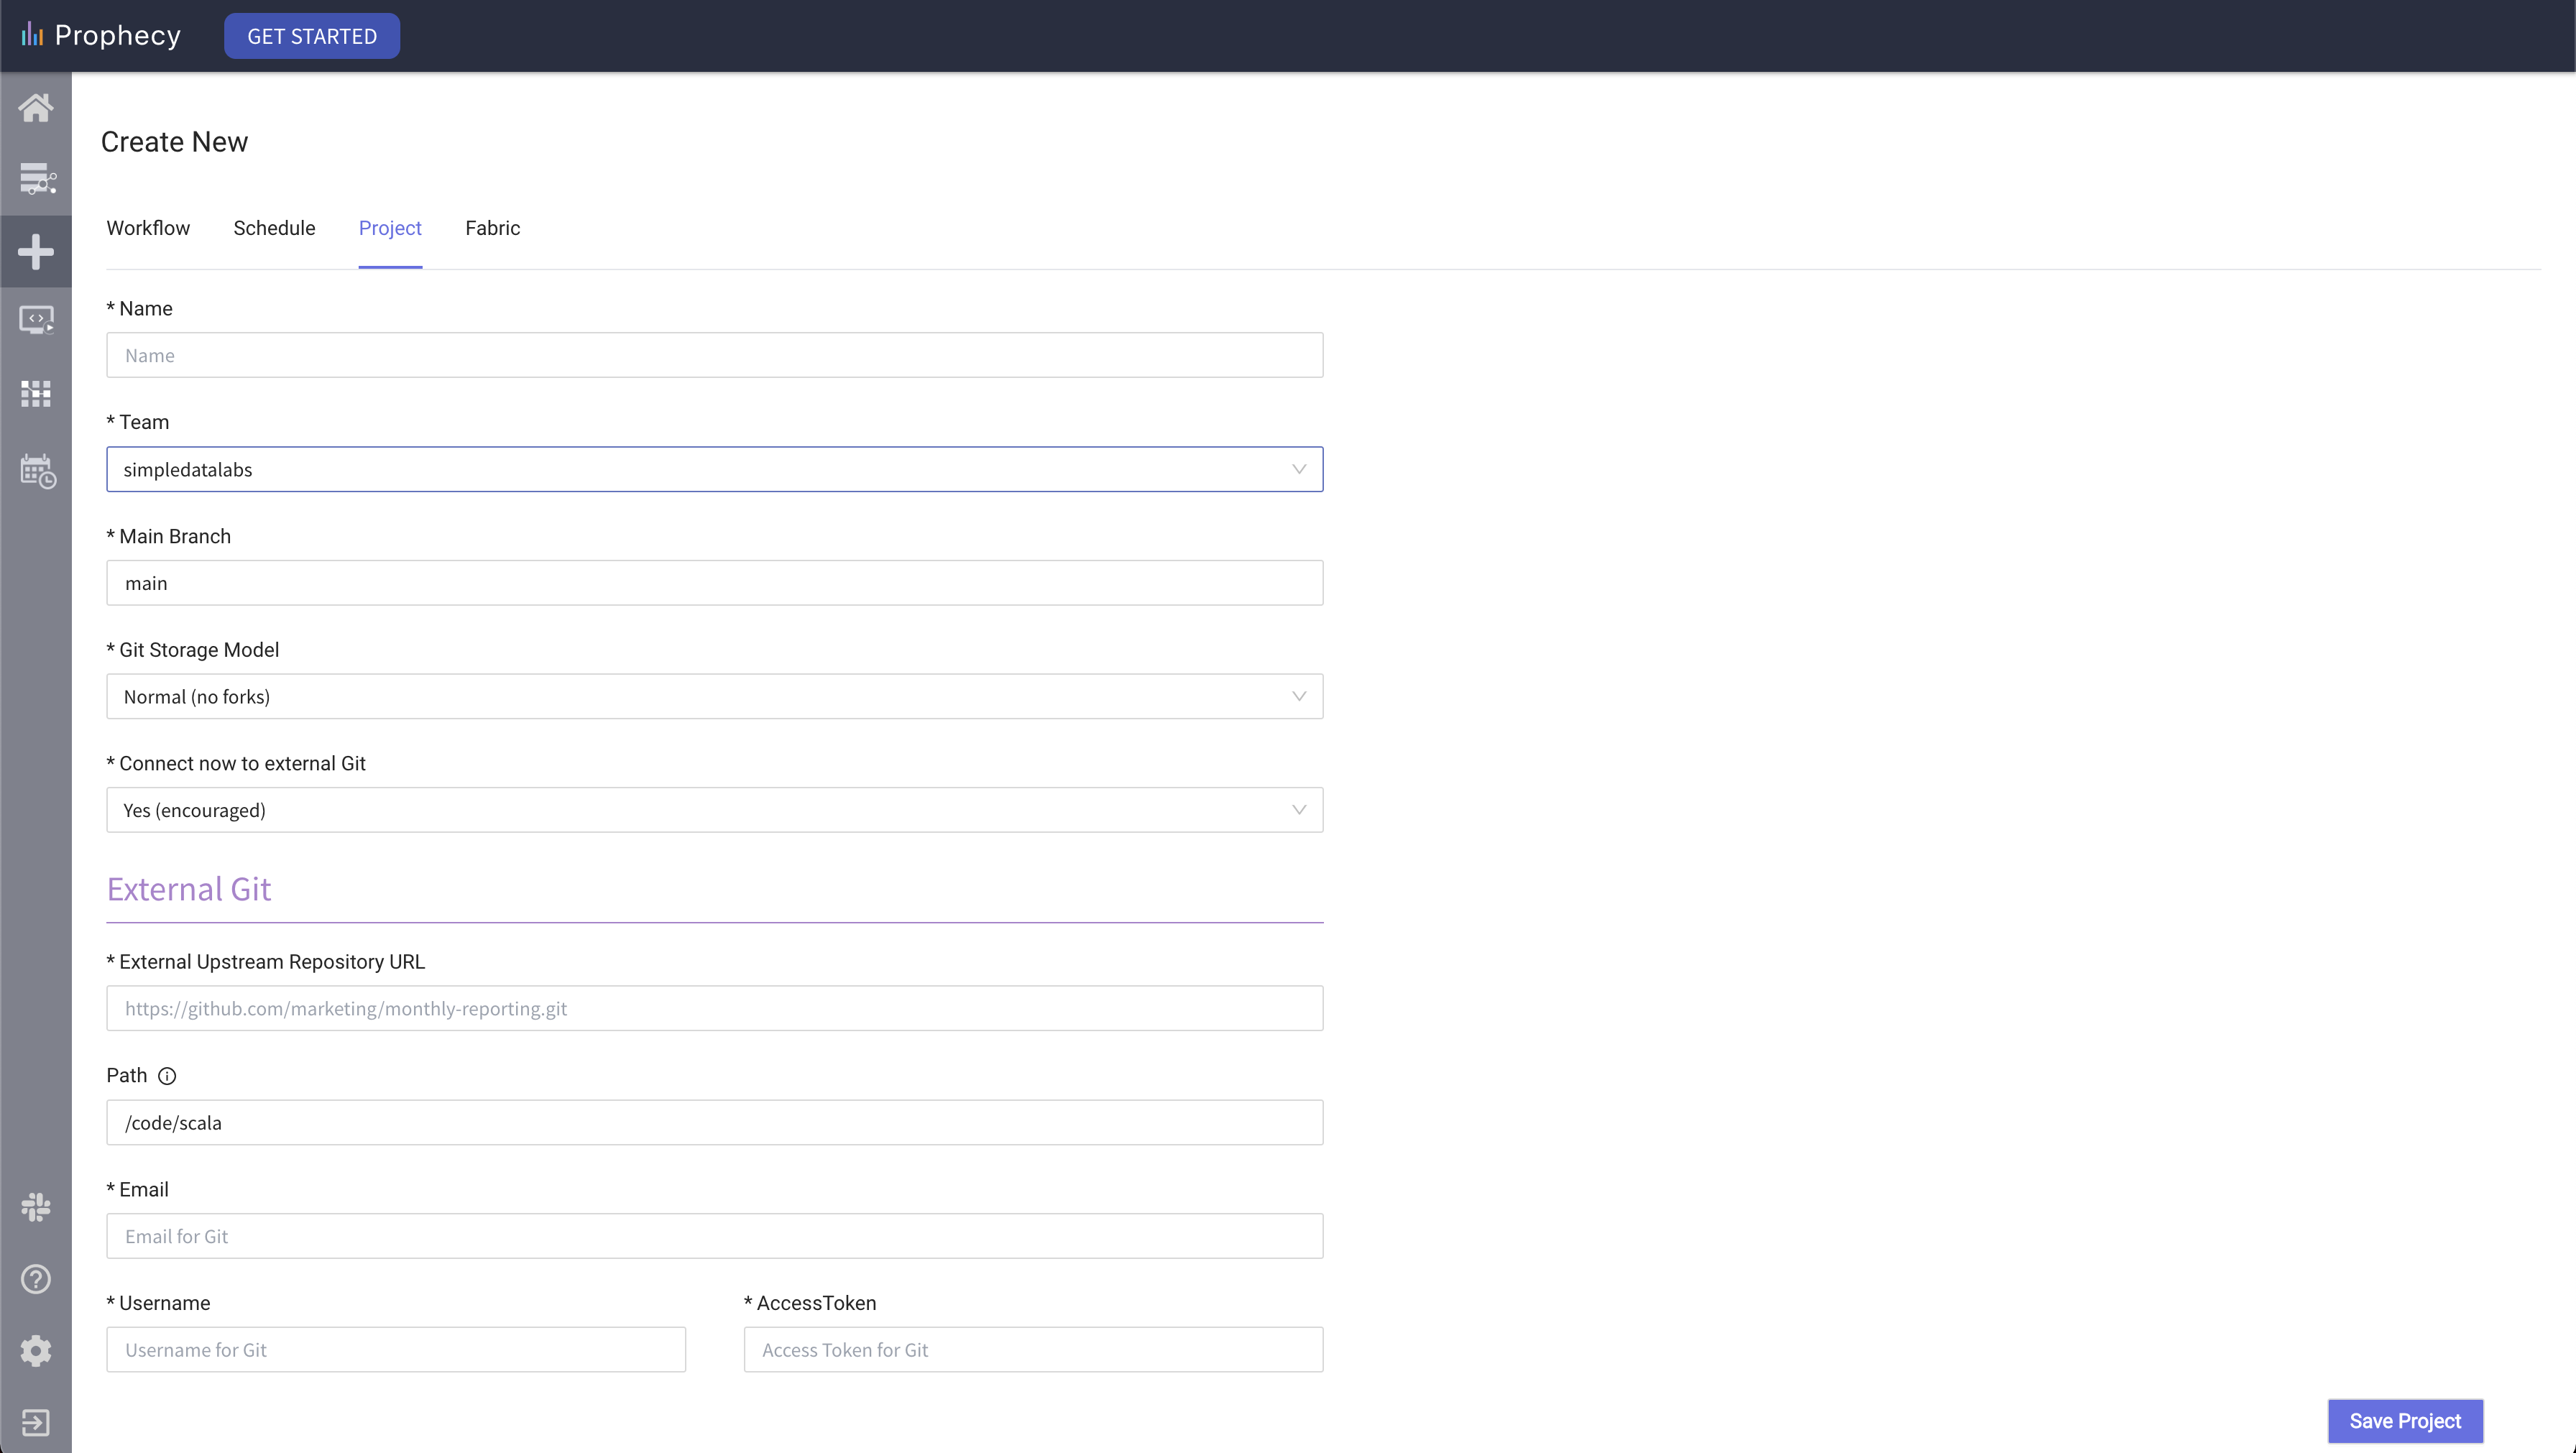 Prophecy GET STARTED
Create New
Workflow Schedule Project Fabric
* Name
Name
* Team
simpledatalabs
* Main Branch
main
* Git Storage Model
Normal (no forks)
* Connect now to external Git
Yes (encouraged)
External Git
* External Upstream Repository URL
https://github.com/marketing/monthly-reporting.git
Path
/code/scala
* Email
Email for Git
* Username * AccessToken
Username for Git Access Token for Git
Save Project